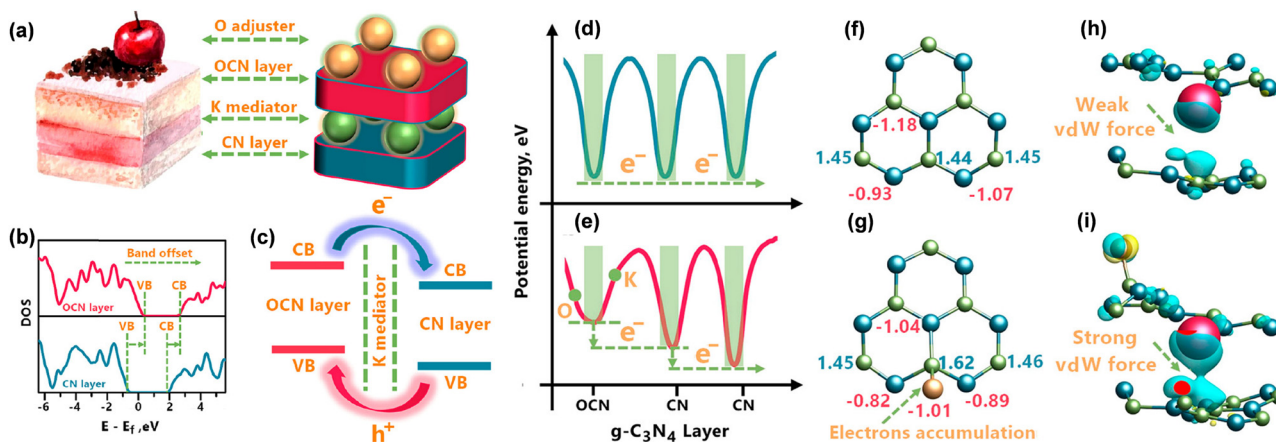 (a)
O adjuster
OCN layer
K mediator
CN layer
(b)
Band offset
VB
CB
OCN layer
DOS
VB
CB
CN layer
-6
-4
-2
0
2
4
E - Ef ,eV
(c)
e⁻
CB
CB
OCN layer
K mediator
CN layer
VB
VB
h⁺
(d)
Potential energy, eV
e⁻
e⁻
(e)
K
O
e⁻
e⁻
OCN
CN
CN
g-C₃N₄ Layer
(f)
-1.18
1.45
1.44
1.45
-0.93
-1.07
(g)
-1.04
1.45
1.62
1.46
-0.82
-1.01
-0.89
Electrons accumulation
(h)
Weak
vdW force
(i)
Strong
vdW force